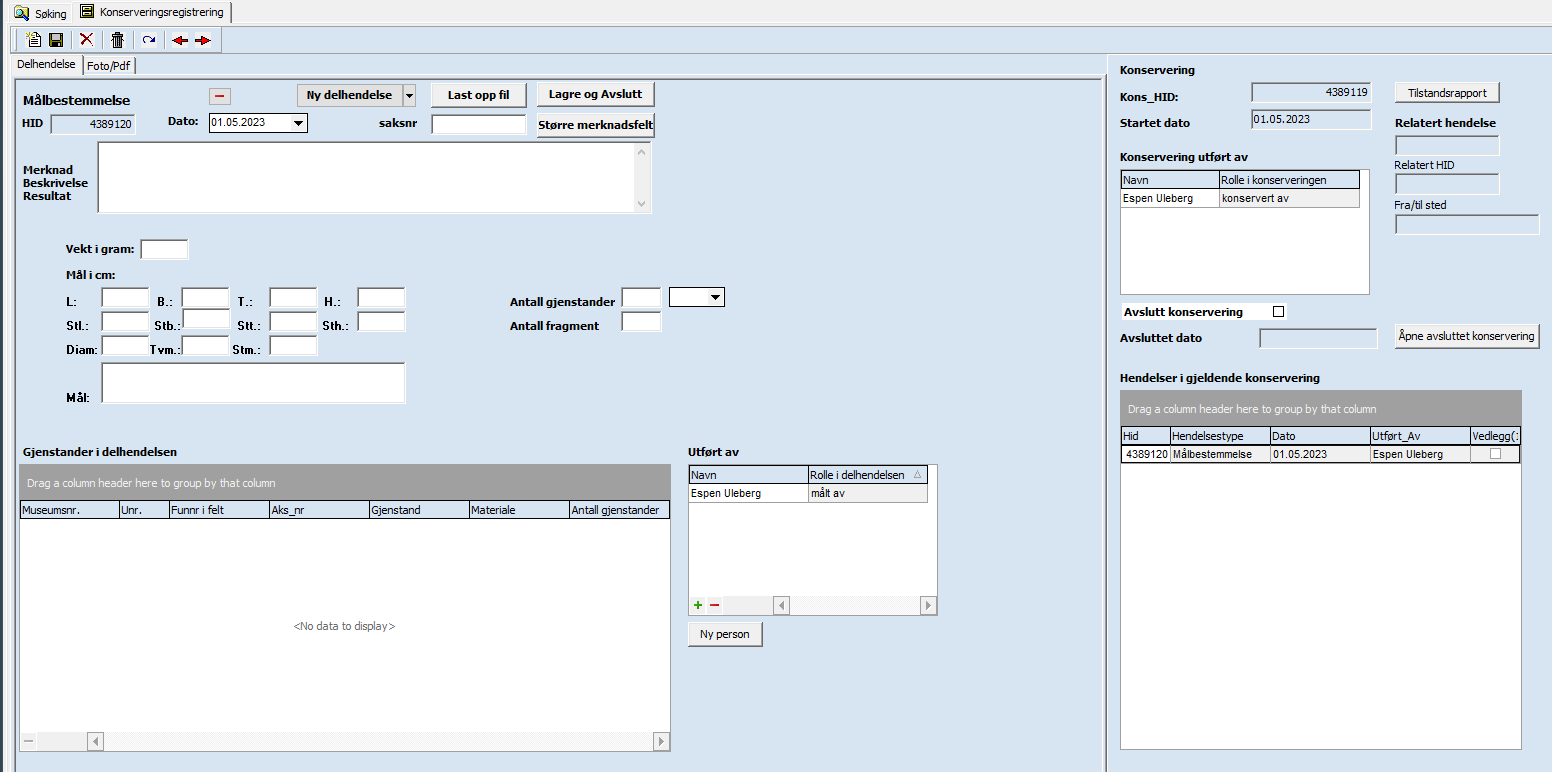 Søking
Konserveringsregistrering
Delhendelse
Foto/Pdf
Målbestemmelse
Ny delhendelse
Last opp fil
Lagre og Avslutt
HID
4389120
Dato:
01.05.2023
saksnr
Større merknadsfelt
Merknad
Beskrivelse
Resultat
Vekt i gram:
Mål i cm:
L:
B.:
T.:
H.:
Stl.:
Stb.:
Stt.:
Sth.:
Diam:
Tvm.:
Stm.:
Mål:
Antall gjenstander
Antall fragment
Gjenstander i delhendelsen
Drag a column header here to group by that column
Museumsnr.
Unr.
Funnr i felt
Aks_nr
Gjenstand
Materiale
Antall gjenstander
<No data to display>
Utført av
Navn
Rolle i delhendelsen
Espen Uleberg
målt av
Ny person
Konservering
Kons_HID:
4389119
Tilstandsrapport
Startet dato
01.05.2023
Relatert hendelse
Relatert HID
Fra/til sted
Konservering utført av
Navn
Rolle i konserveringen
Espen Uleberg
konservert av
Avslutt konservering
Avsluttet dato
Åpne avsluttet konservering
Hendelser i gjeldende konservering
Drag a column header here to group by that column
Hid
Hendelsestype
Dato
Utført_Av
Vedlegg(:
4389120
Målbestemmelse
01.05.2023
Espen Uleberg